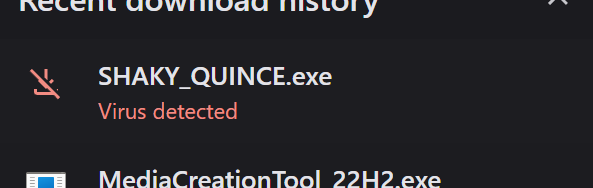 Recent download history
SHAKY_QUINCE.exe
Virus detected
MediaCreationTool_22H2.exe